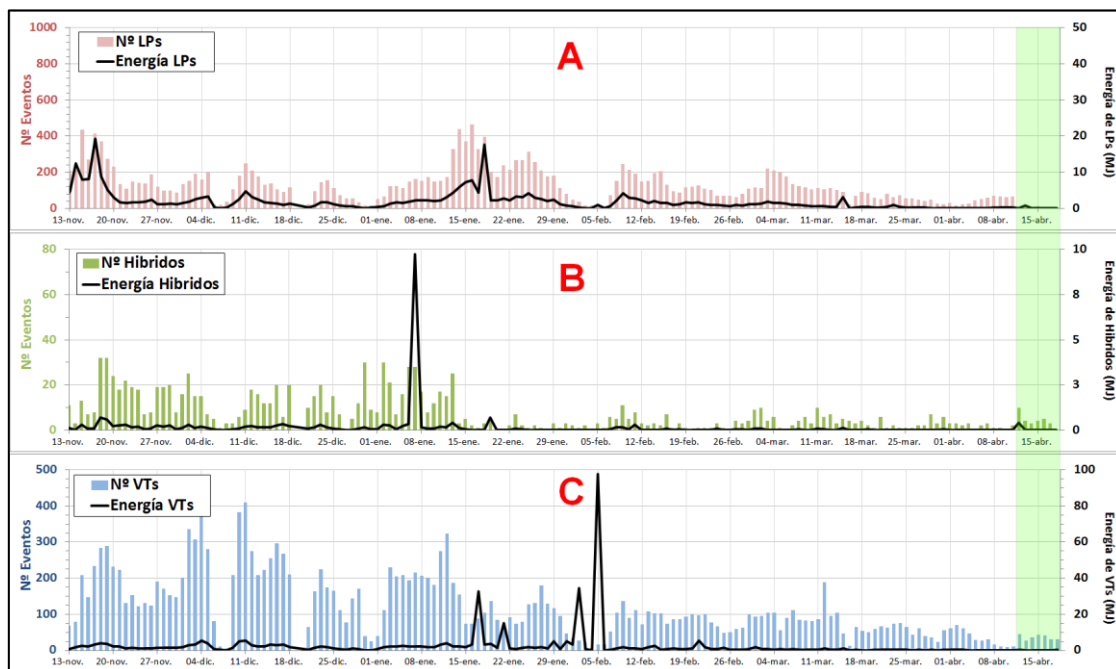 A
Nº LPs
Energía LPs
1000
800
600
400
200
0
Nº Eventos
50
40
30
20
10
0
Energía de LPs (MJ)
13-nov. 20-nov. 27-nov. 04-dic. 11-dic. 18-dic. 25-dic. 01-ene. 08-ene. 15-ene. 22-ene. 29-ene. 05-feb. 12-feb. 19-feb. 26-feb. 04-mar. 11-mar. 18-mar. 25-mar. 01-abr. 08-abr. 15-abr.
B
Nº Hibridos
Energía Hibridos
80
60
40
20
0
Nº Eventos
10
8
5
3
0
Energía de Hibridos (MJ)
13-nov. 20-nov. 27-nov. 04-dic. 11-dic. 18-dic. 25-dic. 01-ene. 08-ene. 15-ene. 22-ene. 29-ene. 05-feb. 12-feb. 19-feb. 26-feb. 04-mar. 11-mar. 18-mar. 25-mar. 01-abr. 08-abr. 15-abr.
C
Nº VTs
Energía VTs
500
400
300
200
100
0
Nº Eventos
100
80
60
40
20
0
Energía de VTs (MJ)
13-nov. 20-nov. 27-nov. 04-dic. 11-dic. 18-dic. 25-dic. 01-ene. 08-ene. 15-ene. 22-ene. 29-ene. 05-feb. 12-feb. 19-feb. 26-feb. 04-mar. 11-mar. 18-mar. 25-mar. 01-abr. 08-abr. 15-abr.